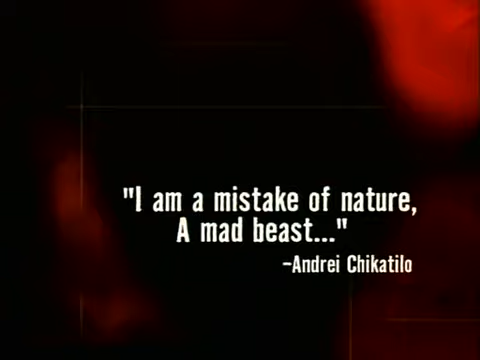 "I am a mistake of nature,
A mad beast..."
–Andrei Chikatilo